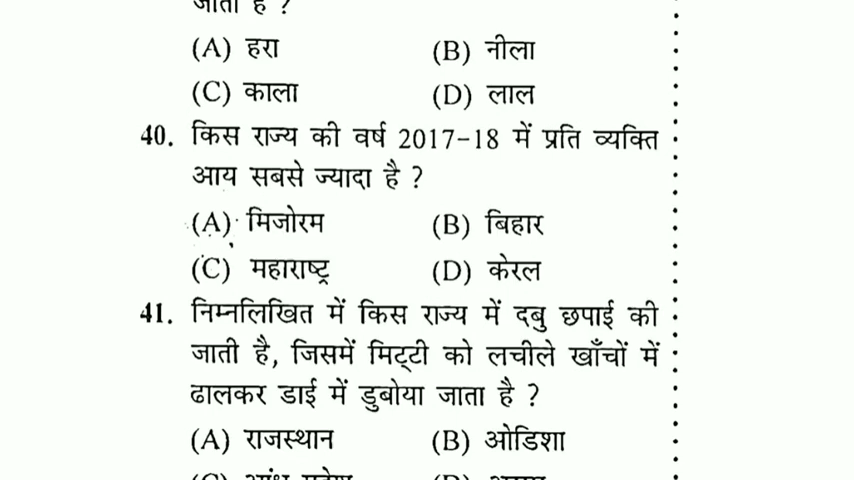 जाता है ?
(A) हरा (B) नीला
(C) काला (D) लाल
40. किस राज्य की वर्ष 2017-18 में प्रति व्यक्ति
आय सबसे ज्यादा है ?
(A) मिजोरम (B) बिहार
(C) महाराष्ट्र (D) केरल
41. निम्नलिखित में किस राज्य में दबु छपाई की
जाती है, जिसमें मिट्टी को लचीले खाँचों में
ढालकर डाई में डुबोया जाता है ?
(A) राजस्थान (B) ओडिशा